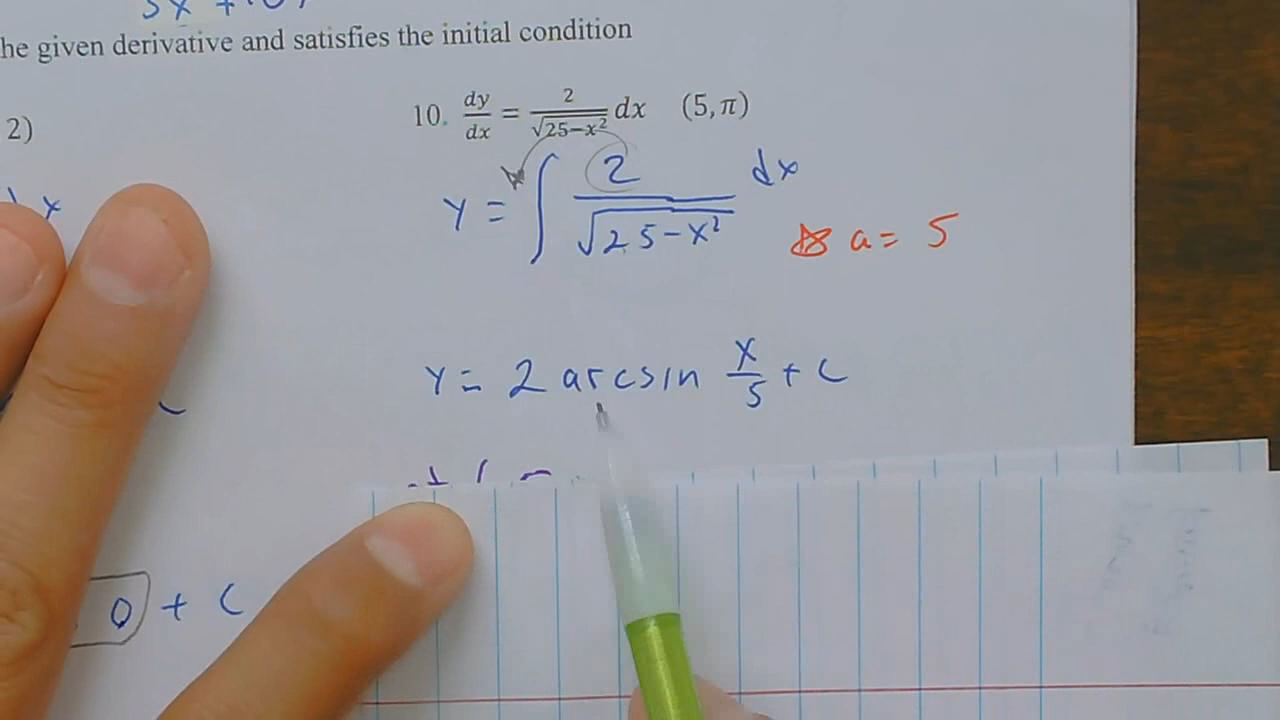 he given derivative and satisfies the initial condition
2)
10. dy/dx = 2/√25−x² dx (5,π)
y = ∫ 2/√25−x² dx
a = 5
x
y = 2 arcsin x/5 + c
0 + c